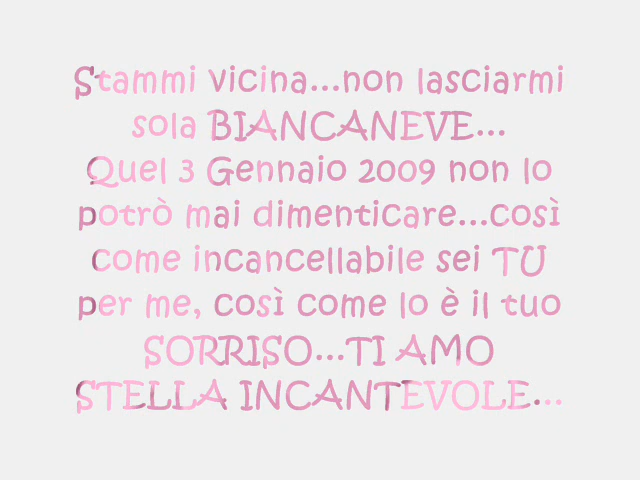 Stammi vicina...non lasciarmi
sola BIANCANEVE...
Quel 3 Gennaio 2009 non lo
potrò mai dimenticare...così
come incancellabile sei TU
per me, così come lo è il tuo
SORRISO...TI AMO
STELLA INCANTEVOLE...